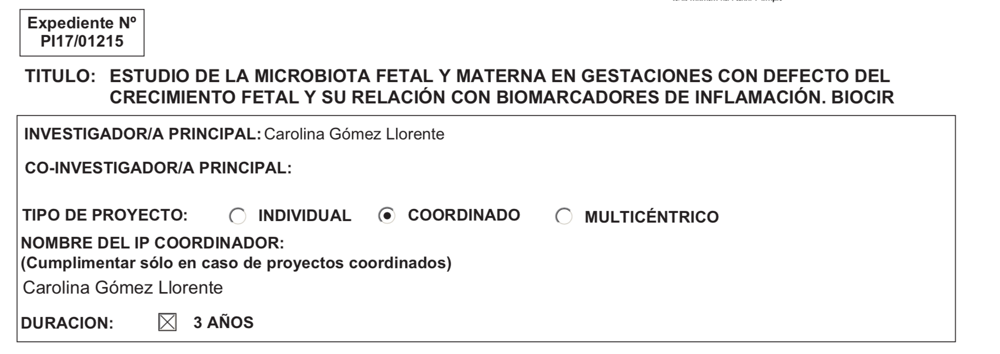 Expediente Nº
PI17/01215
TITULO: ESTUDIO DE LA MICROBIOTA FETAL Y MATERNA EN GESTACIONES CON DEFECTO DEL
CRECIMIENTO FETAL Y SU RELACIÓN CON BIOMARCADORES DE INFLAMACIÓN. BIOCIR
INVESTIGADOR/A PRINCIPAL: Carolina Gómez Llorente
CO-INVESTIGADOR/A PRINCIPAL:
TIPO DE PROYECTO: INDIVIDUAL COORDINADO MULTICÉNTRICO
NOMBRE DEL IP COORDINADOR:
(Cumplimentar sólo en caso de proyectos coordinados)
Carolina Gómez Llorente
DURACION: 3 AÑOS